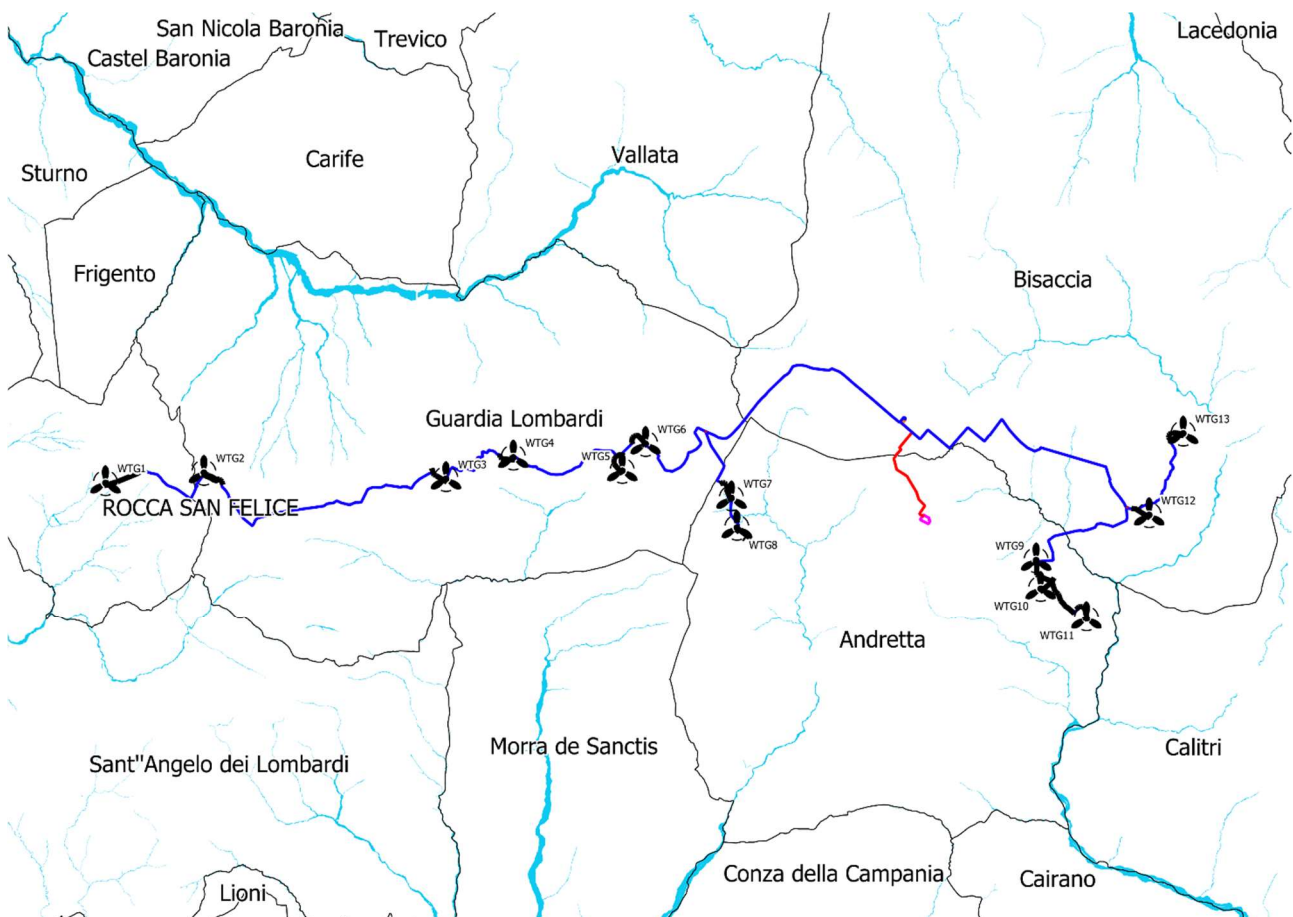 San Nicola Baronia
Trevico
Lacedonia
Castel Baronia
Carife
Vallata
Sturno
Frigento
Bisaccia
Guardia Lombardi
WTG13
WTG6
WTG4
WTG5
WTG3
WTG2
WTG1
ROCCA SAN FELICE
WTG7
WTG12
WTG8
WTG9
WTG10
WTG11
Andretta
Morra de Sanctis
Calitri
Sant"Angelo dei Lombardi
Conza della Campania
Cairano
Lioni